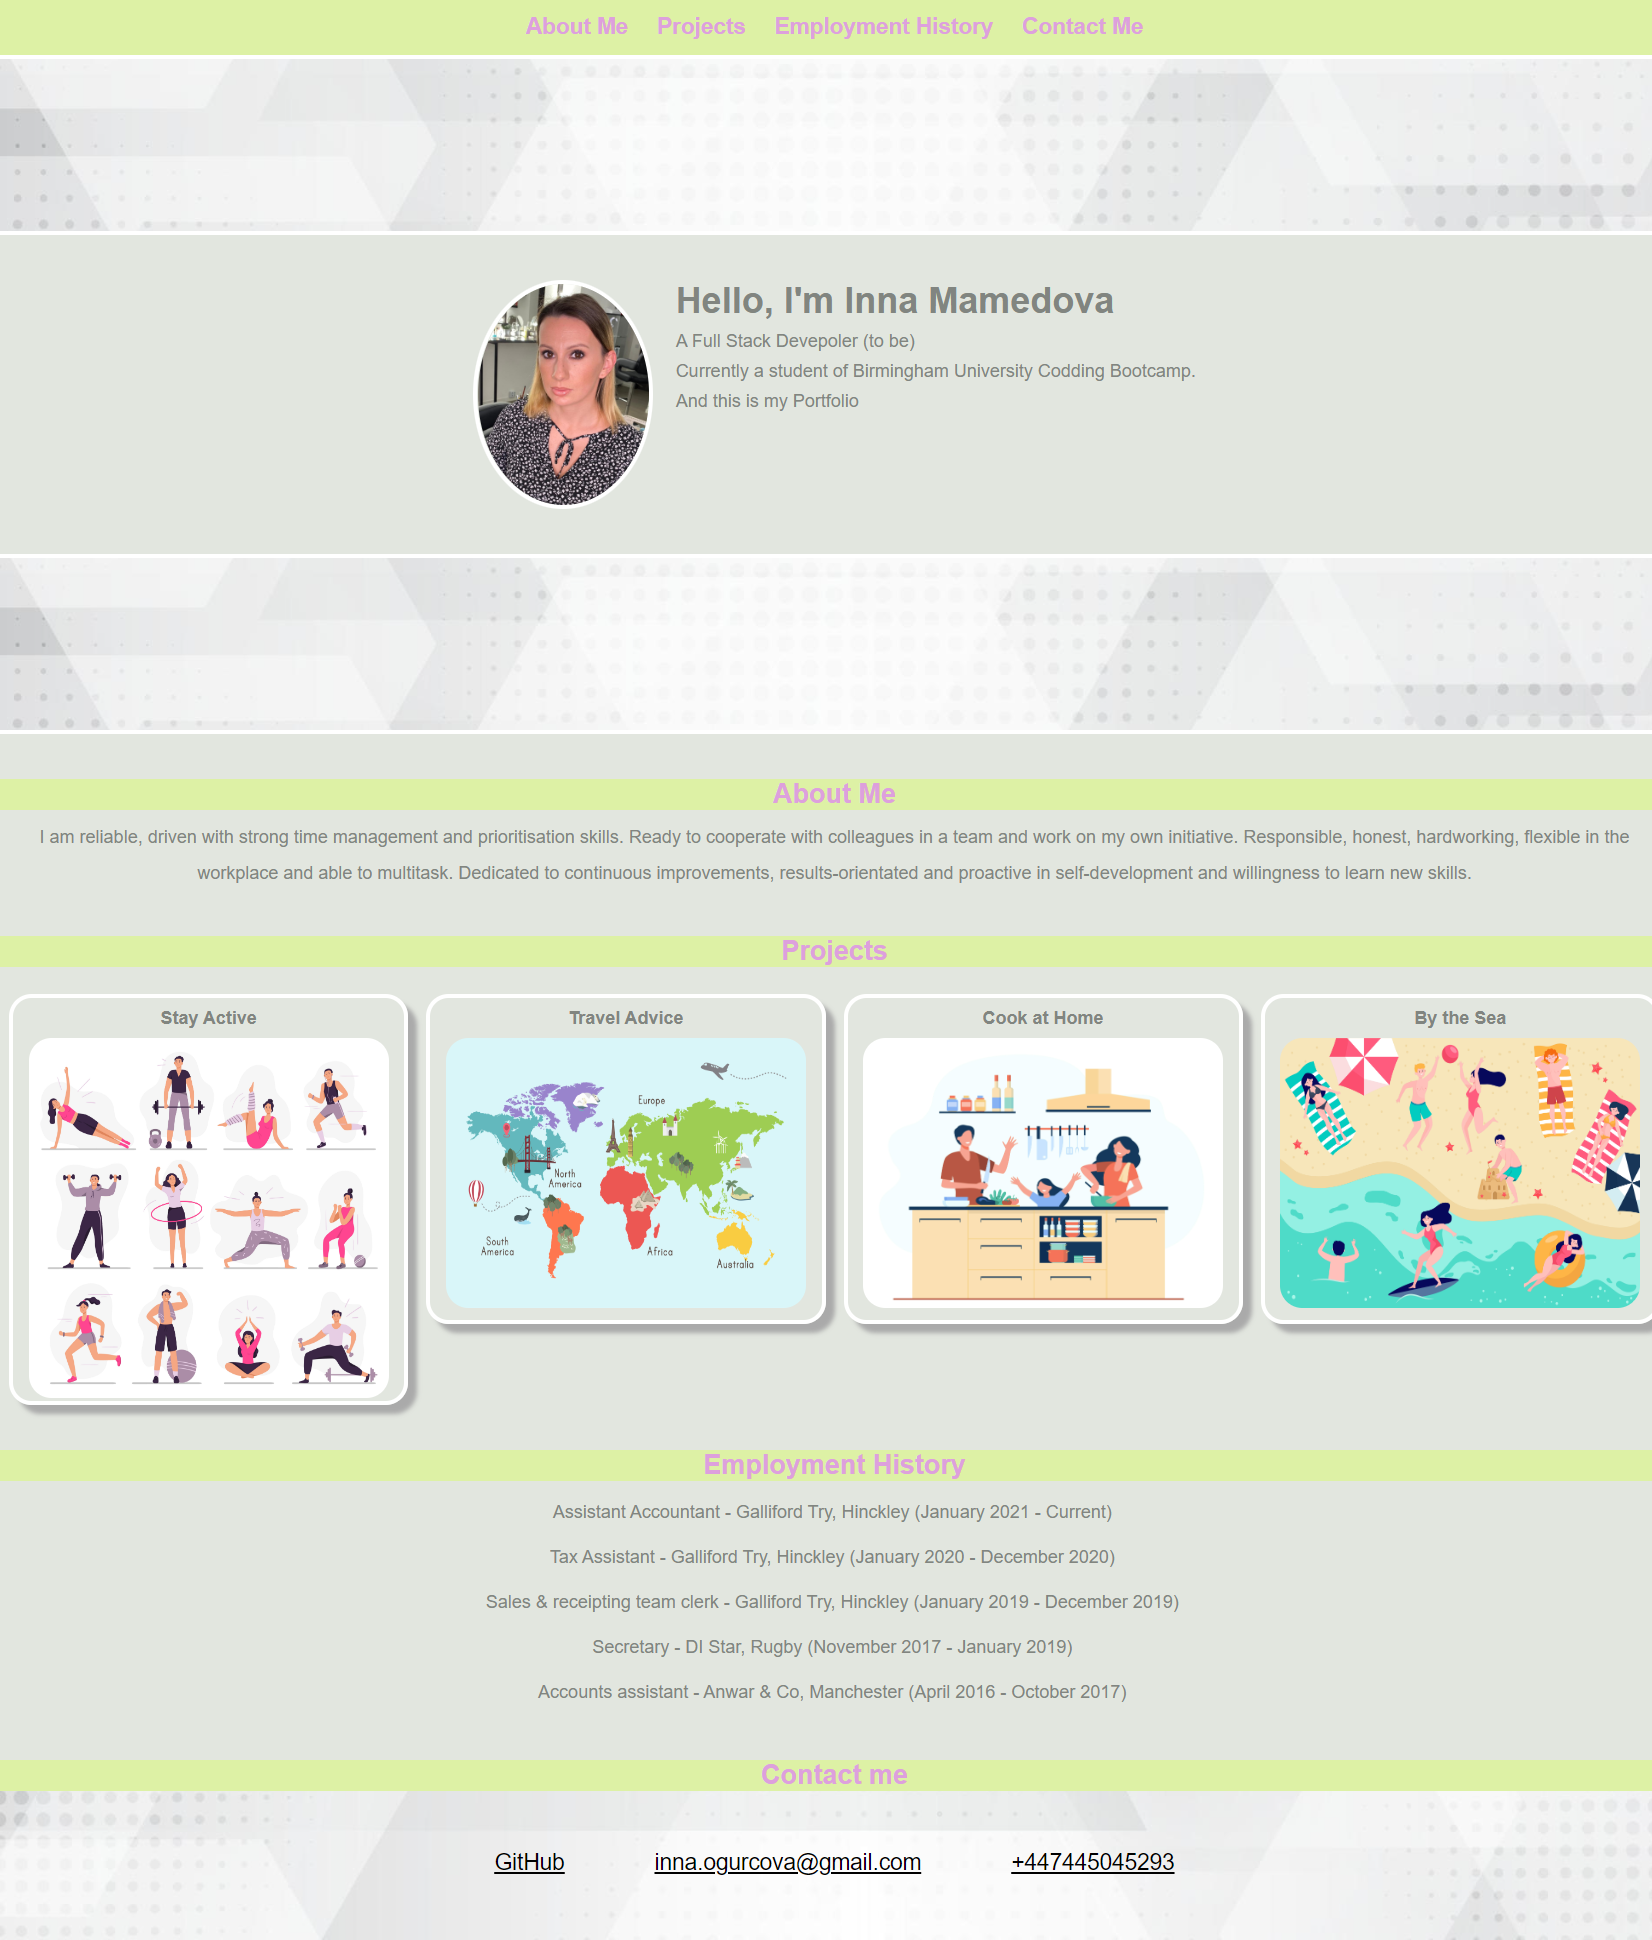 About Me Projects Employment History Contact Me
Hello, I'm Inna Mamedova
A Full Stack Devepoler (to be)
Currently a student of Birmingham University Codding Bootcamp.
And this is my Portfolio
About Me
I am reliable, driven with strong time management and prioritisation skills. Ready to cooperate with colleagues in a team and work on my own initiative. Responsible, honest, hardworking, flexible in the
workplace and able to multitask. Dedicated to continuous improvements, results-orientated and proactive in self-development and willingness to learn new skills.
Projects
Stay Active
Travel Advice
Europe
North
America
South
America
Africa
Australia
Cook at Home
By the Sea
Employment History
Assistant Accountant - Galliford Try, Hinckley (January 2021 - Current)
Tax Assistant - Galliford Try, Hinckley (January 2020 - December 2020)
Sales & receipting team clerk - Galliford Try, Hinckley (January 2019 - December 2019)
Secretary - DI Star, Rugby (November 2017 - January 2019)
Accounts assistant - Anwar & Co, Manchester (April 2016 - October 2017)
Contact me
GitHub inna.ogurcova@gmail.com +447445045293